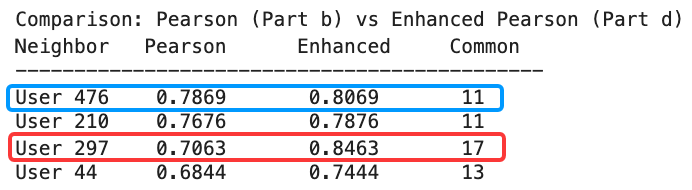 Comparison: Pearson (Part b) vs Enhanced Pearson (Part d)
Neighbor Pearson Enhanced Common
--------------------------------------------
User 476 0.7869 0.8069 11
User 210 0.7676 0.7876 11
User 297 0.7063 0.8463 17
User 44 0.6844 0.7444 13